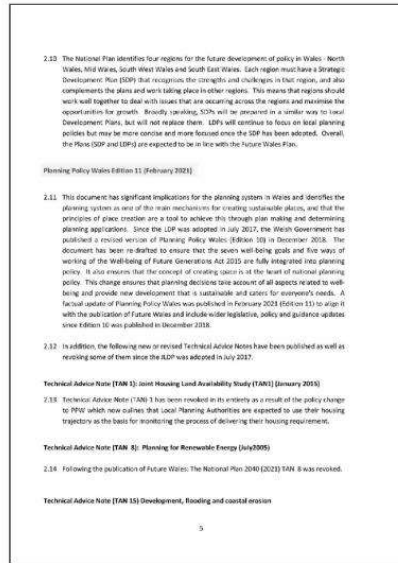 2.10 The National Plan identifies four regions for the future development of policy in Wales - North
Wales, Mid Wales, South West Wales and South East Wales. Each region must have a Strategic
Development Plan (SDP) that recognises the strengths and challenges in that region, and also
complements the plans and work taking place in other regions. This means that regions should
work well together to deal with issues that are occurring across the regions and maximise the
opportunities for growth. Broadly speaking, SDPs will be prepared in a similar way to Local
Development Plans, but will not replace them. LDPs will continue to focus on local planning
policies but may be more concise and more focused once the SDP has been adopted. Overall,
the Plans (SDP and LDPs) are expected to be in line with the Future Wales Plan.
Planning Policy Wales Edition 11 (February 2021)
2.11 This document has significant implications for the planning system in Wales and identifies the
planning system as one of the main mechanisms for creating sustainable places, and that the
principles of place creation are a tool to achieve this through plan making and determining
planning applications. Since the LDP was adopted in July 2017, the Welsh Government has
published a revised version of Planning Policy Wales (Edition 10) in December 2018. The
document has been re-drafted to ensure that the seven well-being goals and five ways of
working of the Well-being of Future Generations Act 2015 are fully integrated into planning
policy. It also ensures that the concept of creating space is at the heart of national planning
policy. This change ensures that planning decisions take account of all aspects related to well-
being and provide new development that is sustainable and caters for everyone's needs. A
factual update of Planning Policy Wales was published in February 2021 (Edition 11) to align it
with the publication of Future Wales and include wider legislative, policy and guidance updates
since Edition 10 was published in December 2018.
2.12 In addition, the following new or revised Technical Advice Notes have been published as well as
revoking some of them since the JLDP was adopted in July 2017.
Technical Advice Note (TAN 1): Joint Housing Land Availability Study (TAN1) (January 2015)
2.13 Technical Advice Note (TAN) 1 has been revoked in its entirety as a result of the policy change
to PPW which now outlines that Local Planning Authorities are expected to use their housing
trajectory as the basis for monitoring the process of delivering their housing requirement.
Technical Advice Note (TAN 8): Planning for Renewable Energy (July2005)
2.14 Following the publication of Future Wales: The National Plan 2040 (2021) TAN 8 was revoked.
Technical Advice Note (TAN 15) Development, flooding and coastal erosion
5